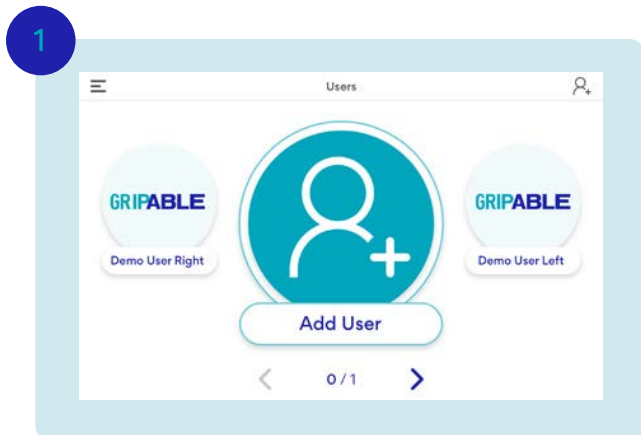 1
Users
GRIPABLE
Demo User Right
GRIPABLE
Demo User Left
Add User
0 / 1